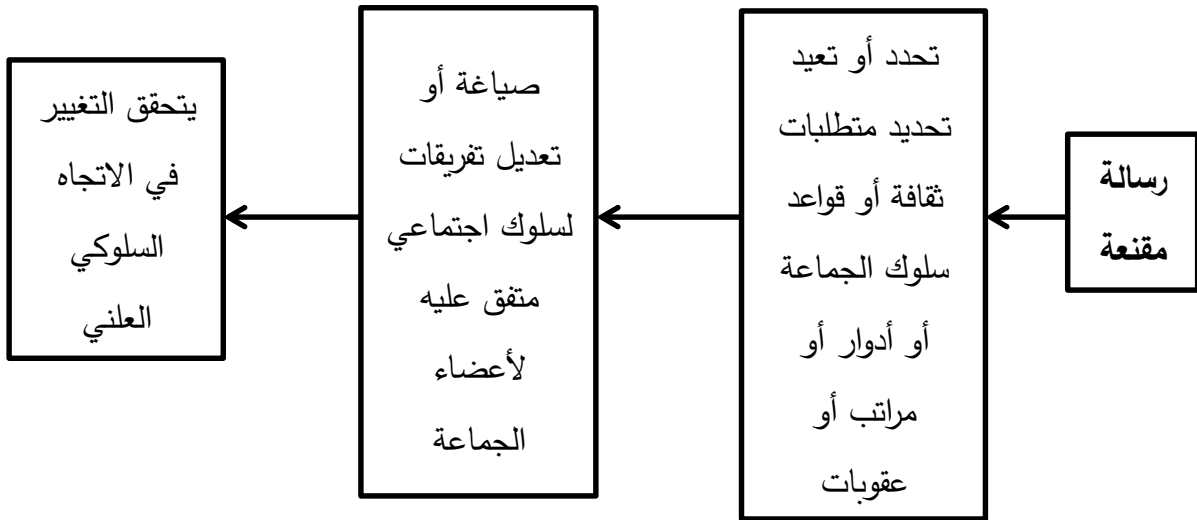 رسالة
مقنعة
تحدد أو تعيد
تحديد متطلبات
ثقافة أو قواعد
سلوك الجماعة
أو أدوار أو
مراتب أو
عقوبات
صياغة أو
تعديل تفريقات
لسلوك اجتماعي
متفق عليه
لأعضاء
الجماعة
يتحقق التغيير
في الاتجاه
السلوكي
العلني